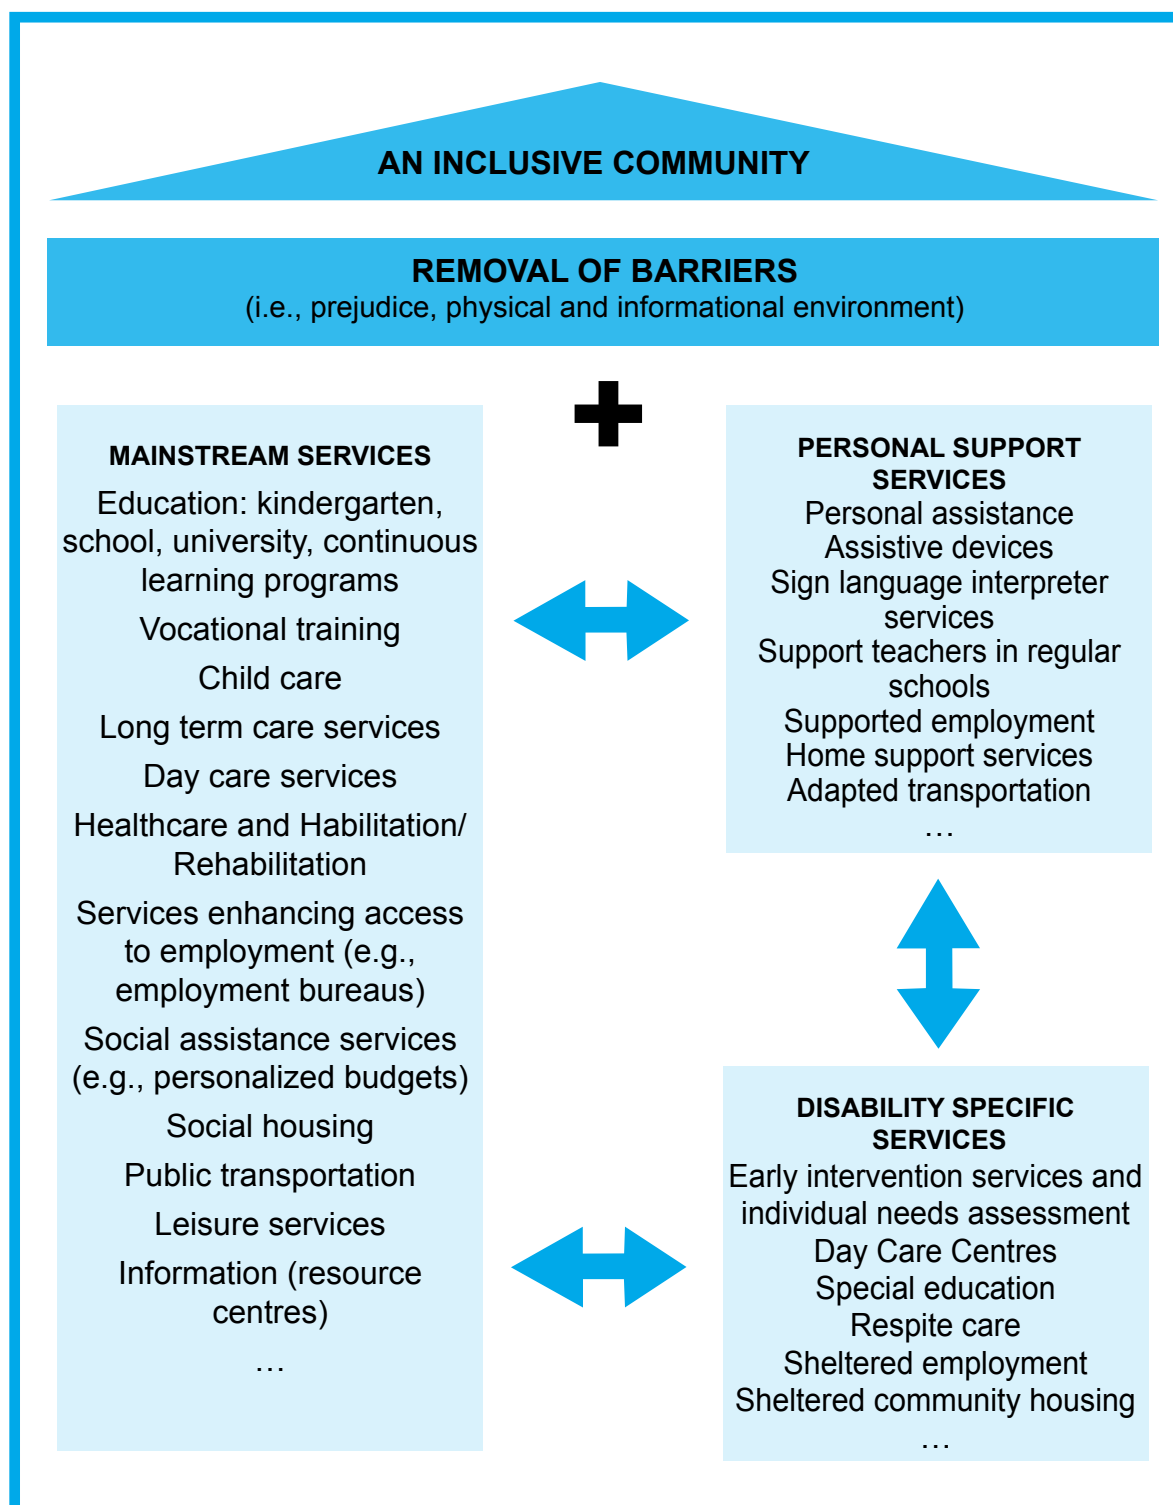 AN INCLUSIVE COMMUNITY
REMOVAL OF BARRIERS
(i.e., prejudice, physical and informational environment)
MAINSTREAM SERVICES
Education: kindergarten,
school, university, continuous
learning programs
Vocational training
Child care
Long term care services
Day care services
Healthcare and Habilitation/
Rehabilitation
Services enhancing access
to employment (e.g.,
employment bureaus)
Social assistance services
(e.g., personalized budgets)
Social housing
Public transportation
Leisure services
Information (resource
centres)
…
PERSONAL SUPPORT
SERVICES
Personal assistance
Assistive devices
Sign language interpreter
services
Support teachers in regular
schools
Supported employment
Home support services
Adapted transportation
…
DISABILITY SPECIFIC
SERVICES
Early intervention services and
individual needs assessment
Day Care Centres
Special education
Respite care
Sheltered employment
Sheltered community housing
…